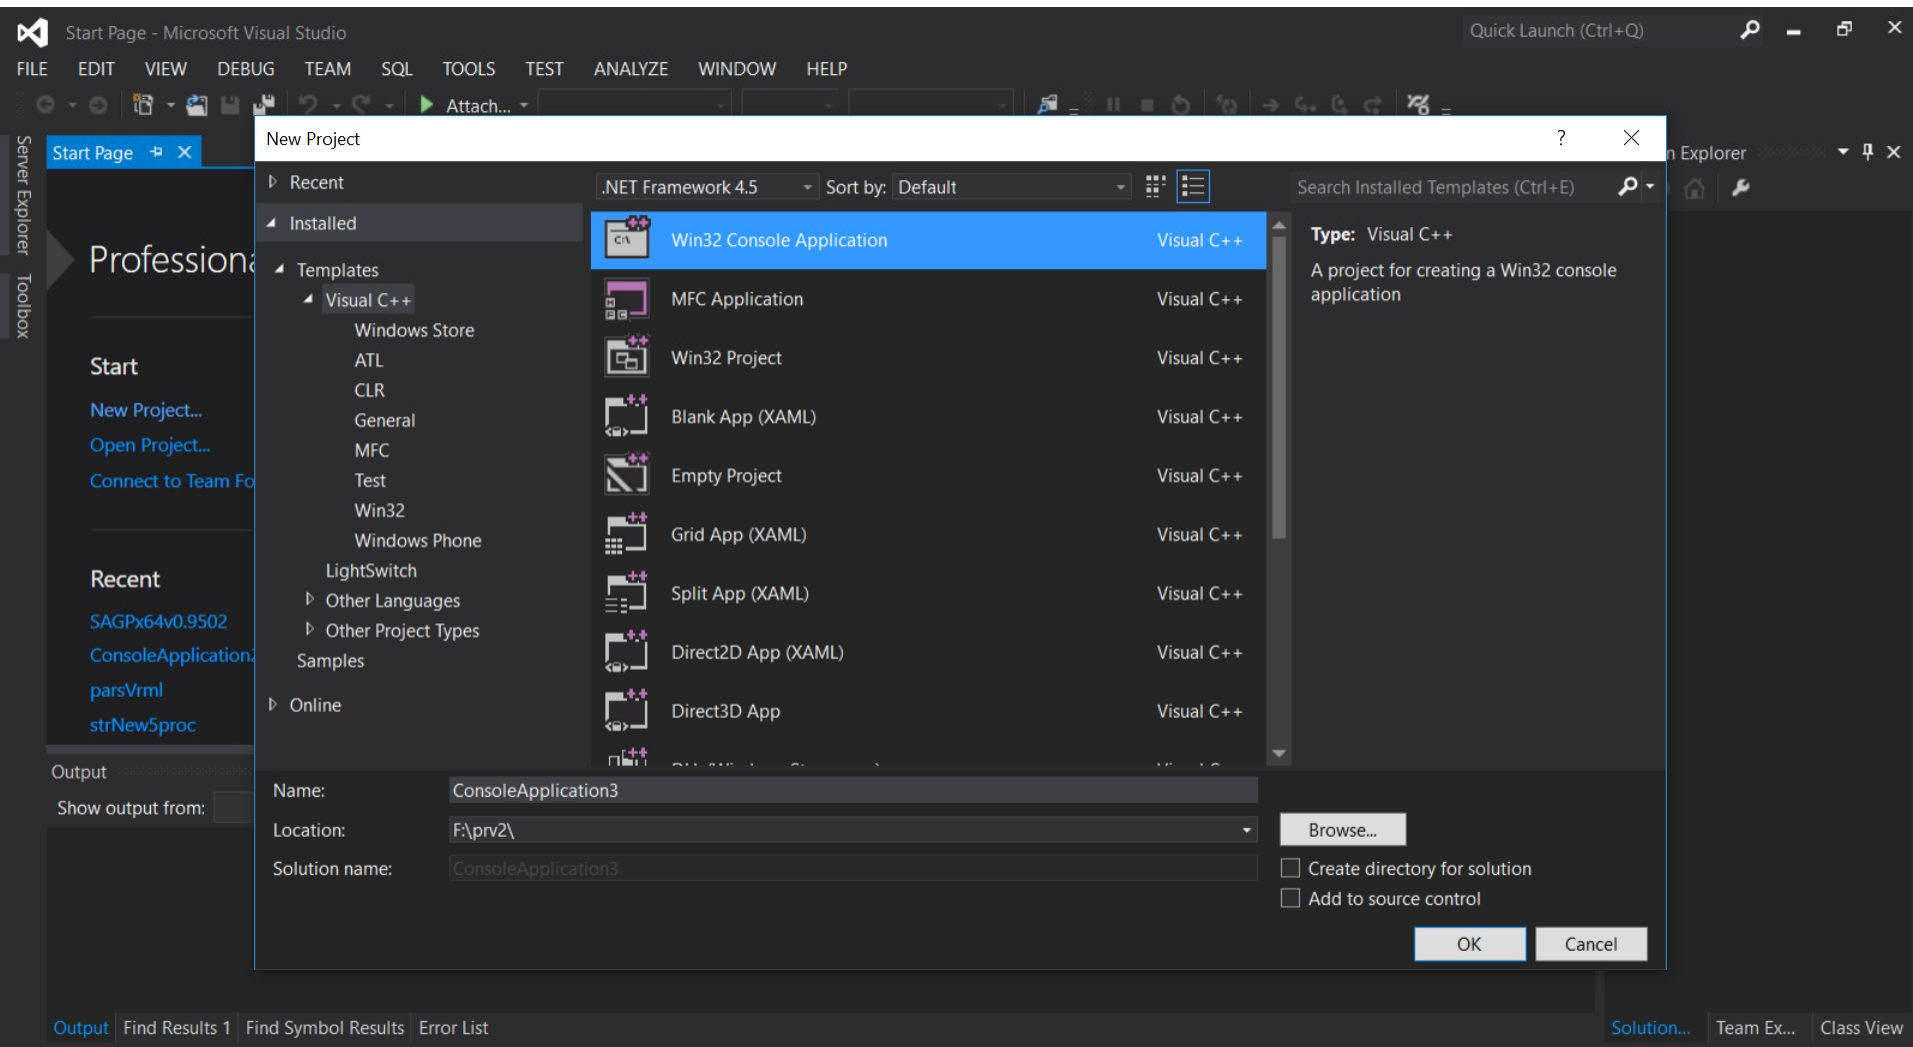 Start Page - Microsoft Visual Studio
Quick Launch (Ctrl+Q)
FILE EDIT VIEW DEBUG TEAM SQL TOOLS TEST ANALYZE WINDOW HELP
Attach...
Server Explorer
Toolbox
Start Page
Professiona
Start
New Project...
Open Project...
Connect to Team Fo
Recent
SAGPx64v0.9502
ConsoleApplication2
parsVrml
strNew5proc
Output
Show output from:
New Project
?
Recent
Installed
Templates
Visual C++
Windows Store
ATL
CLR
General
MFC
Test
Win32
Windows Phone
LightSwitch
Other Languages
Other Project Types
Samples
Online
.NET Framework 4.5 Sort by: Default
Search Installed Templates (Ctrl+E)
Win32 Console Application Visual C++
MFC Application Visual C++
Win32 Project Visual C++
Blank App (XAML) Visual C++
Empty Project Visual C++
Grid App (XAML) Visual C++
Split App (XAML) Visual C++
Direct2D App (XAML) Visual C++
Direct3D App Visual C++
Type: Visual C++
A project for creating a Win32 console
application
Name: ConsoleApplication3
Location: F:\prv2\
Browse...
Solution name: ConsoleApplication3
Create directory for solution
Add to source control
OK Cancel
n Explorer
Output Find Results 1 Find Symbol Results Error List
Solution... Team Ex... Class View